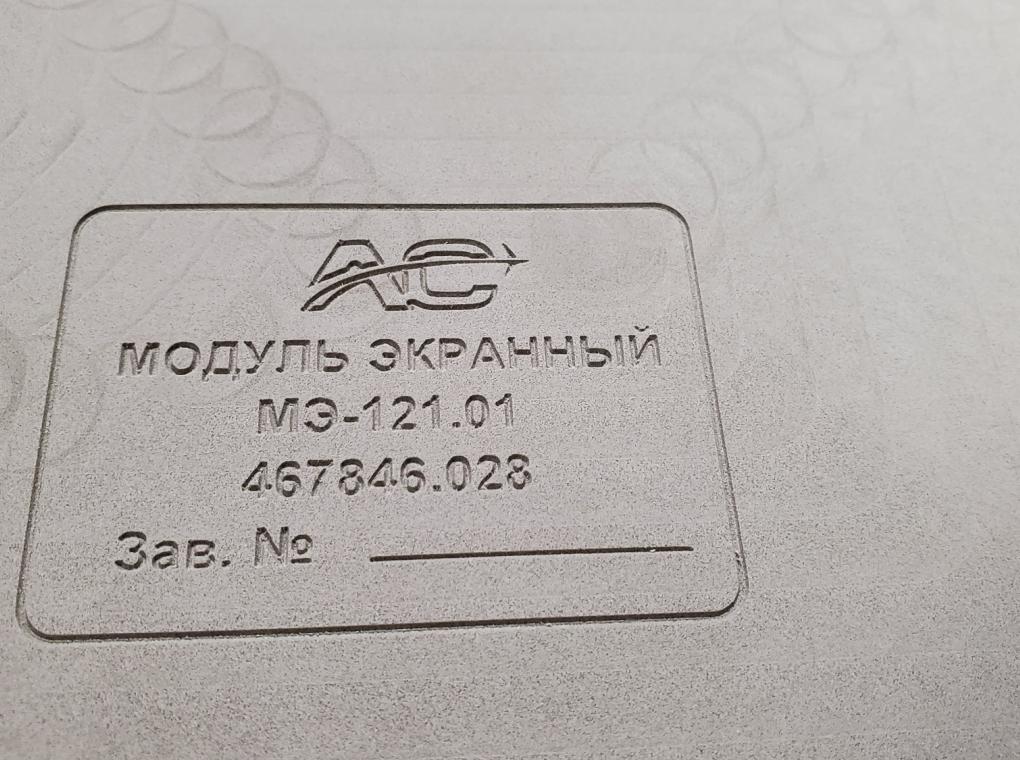 АС
МОДУЛЬ ЭКРАННЫЙ
МЭ-121.01
467846.028
Зав. №